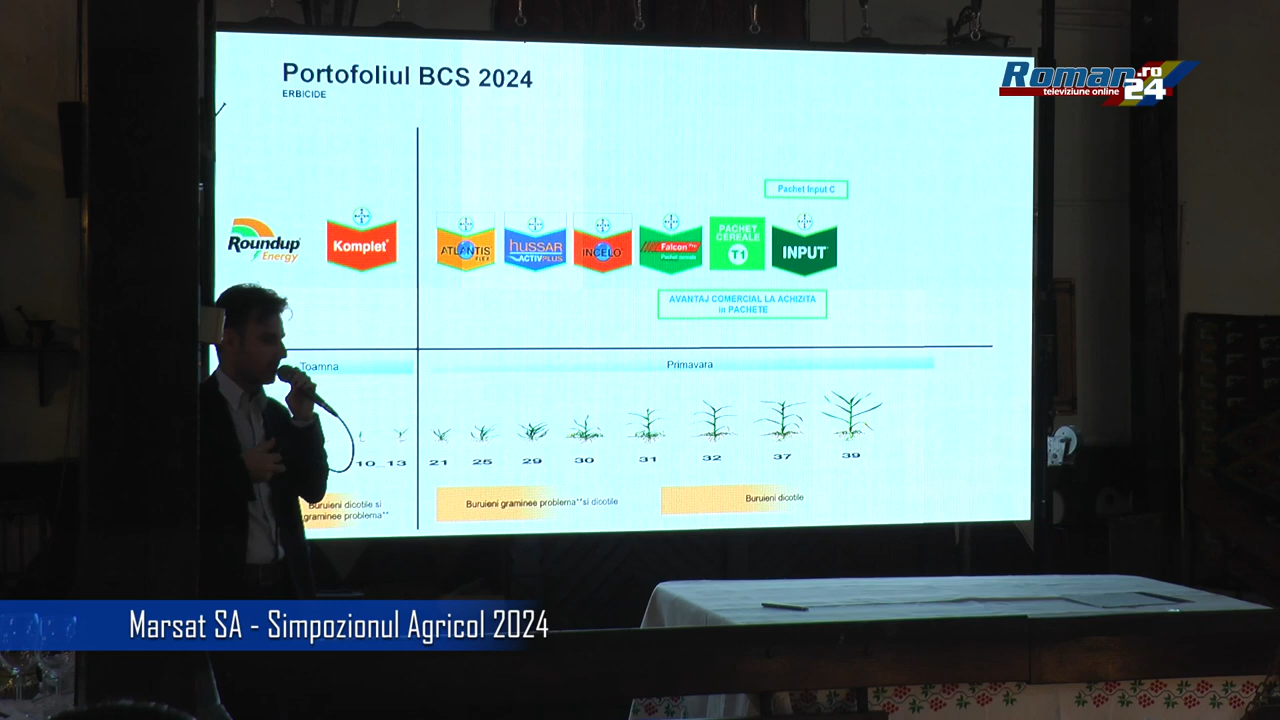 Portofoliul BCS 2024
ERBICIDE
Roman24.ro
televiziune online
Pachet Input C
Roundup
Energy
Komplet
ATLANTIS
FLEX
hussar
ACTIV PLUS
INCELO
Falcon Pro
Pachet cereale
PACHET
CEREALE
T1
INPUT
AVANTAJ COMERCIAL LA ACHIZITA
in PACHETE
Toamna
Primavara
10_13 21 25 29 30 31 32 37 39
Buruieni dicotile si
graminee problema**
Buruieni graminee problema**si dicotile
Buruieni dicotile
Marsat SA - Simpozionul Agricol 2024